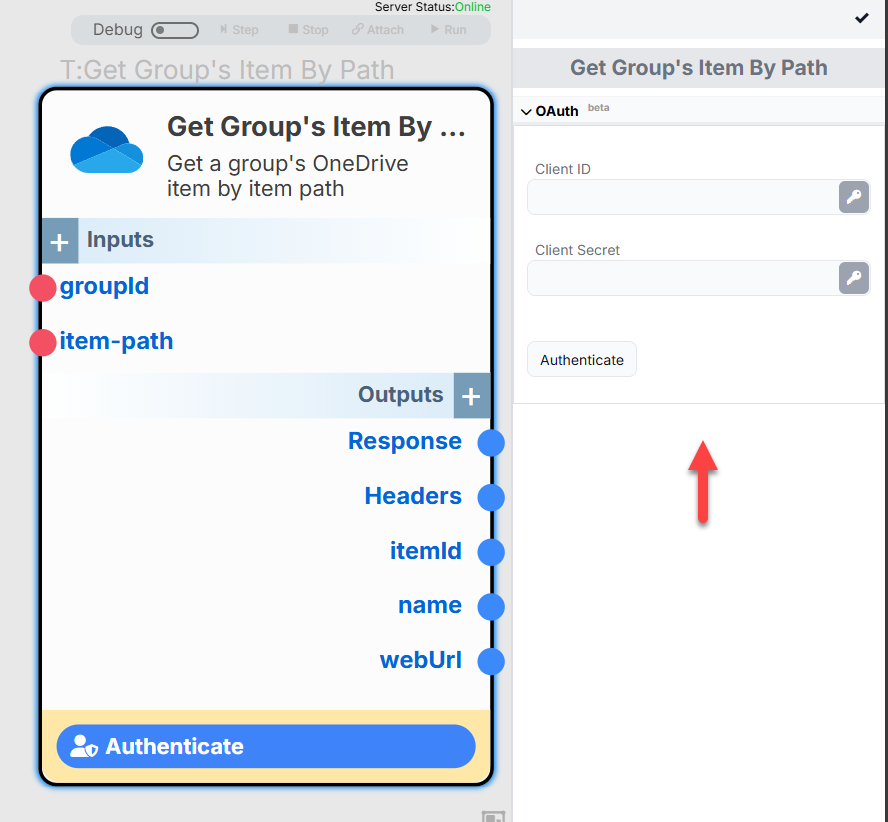 Server Status:Online
Debug Step Stop Attach Run
T:Get Group's Item By Path
Get Group's Item By ...
Get a group's OneDrive
item by item path
Inputs
groupId
item-path
Outputs
Response
Headers
itemId
name
webUrl
Authenticate
Get Group's Item By Path
OAuth beta
Client ID
Client Secret
Authenticate